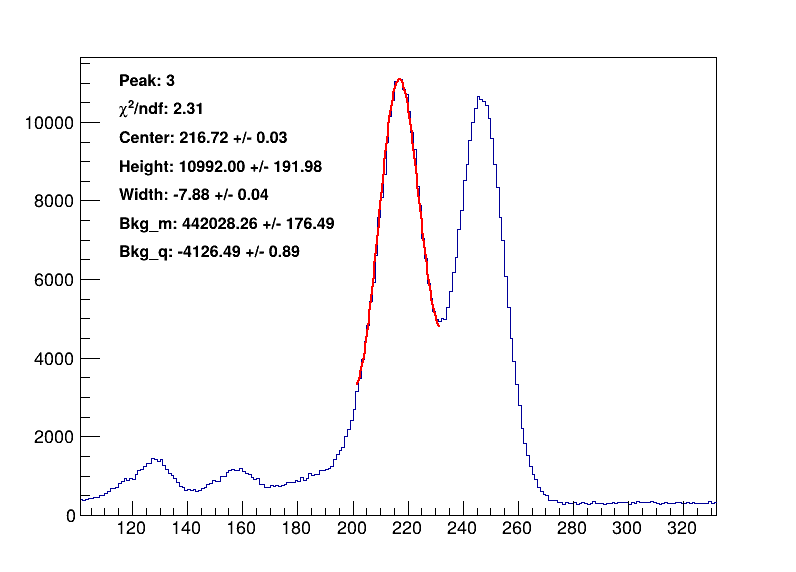 Peak: 3
χ²/ndf: 2.31
Center: 216.72 +/- 0.03
Height: 10992.00 +/- 191.98
Width: -7.88 +/- 0.04
Bkg_m: 442028.26 +/- 176.49
Bkg_q: -4126.49 +/- 0.89
10000
8000
6000
4000
2000
0
120 140 160 180 200 220 240 260 280 300 320